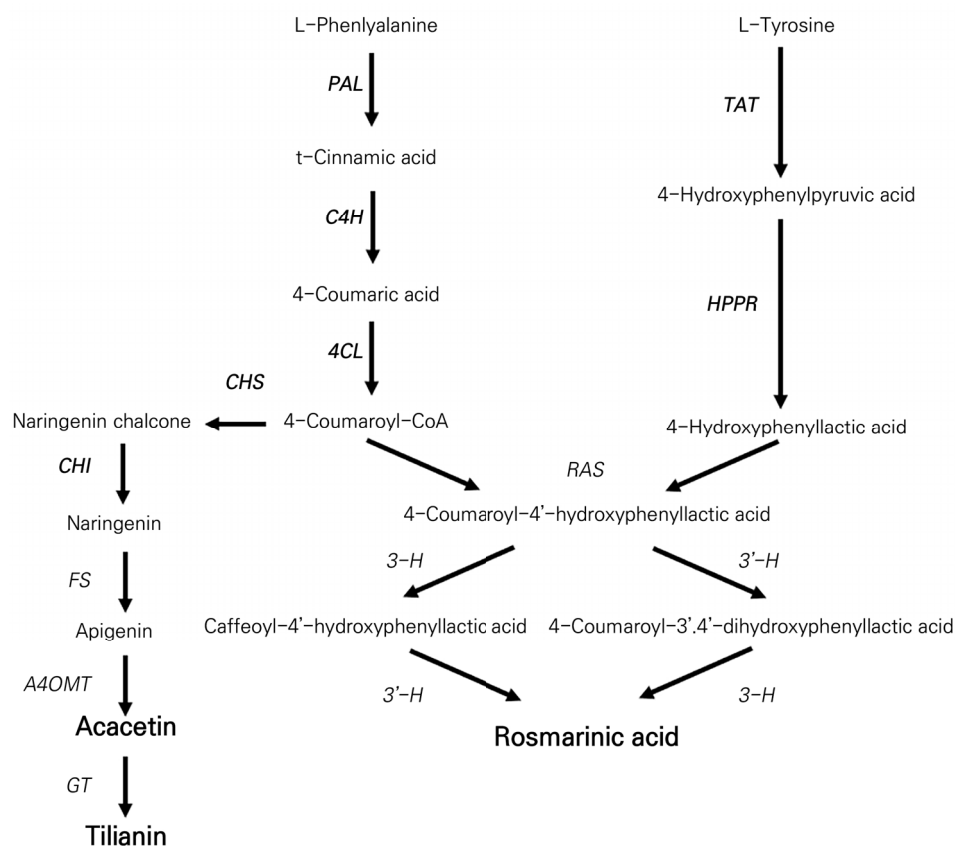 L-Phenlyalanine
L-Tyrosine
PAL
TAT
t-Cinnamic acid
4-Hydroxyphenylpyruvic acid
C4H
4-Coumaric acid
HPPR
4CL
CHS
Naringenin chalcone
4-Coumaroyl-CoA
4-Hydroxyphenyllactic acid
CHI
RAS
Naringenin
4-Coumaroyl-4'-hydroxyphenyllactic acid
FS
3-H
3'-H
Apigenin
Caffeoyl-4'-hydroxyphenyllactic acid
4-Coumaroyl-3'.4'-dihydroxyphenyllactic acid
A4OMT
3'-H
3-H
Acacetin
Rosmarinic acid
GT
Tilianin